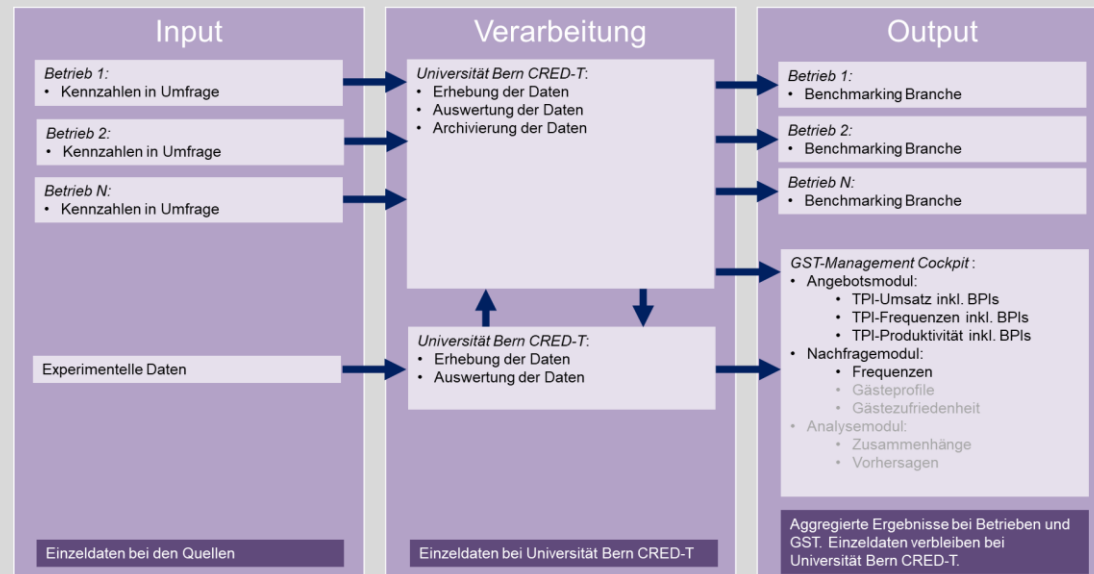 Input
Betrieb 1:
• Kennzahlen in Umfrage
Betrieb 2:
• Kennzahlen in Umfrage
Betrieb N:
• Kennzahlen in Umfrage
Experimentelle Daten
Einzeldaten bei den Quellen
Verarbeitung
Universität Bern CRED-T:
• Erhebung der Daten
• Auswertung der Daten
• Archivierung der Daten
Universität Bern CRED-T:
• Erhebung der Daten
• Auswertung der Daten
Einzeldaten bei Universität Bern CRED-T
Output
Betrieb 1:
• Benchmarking Branche
Betrieb 2:
• Benchmarking Branche
Betrieb N:
• Benchmarking Branche
GST-Management Cockpit :
• Angebotsmodul:
• TPI-Umsatz inkl. BPIs
• TPI-Frequenzen inkl. BPIs
• TPI-Produktivität inkl. BPIs
• Nachfragemodul:
• Frequenzen
• Gästeprofile
• Gästezufriedenheit
• Analysemodul:
• Zusammenhänge
• Vorhersagen
Aggregierte Ergebnisse bei Betrieben und
GST. Einzeldaten verbleiben bei
Universität Bern CRED-T.